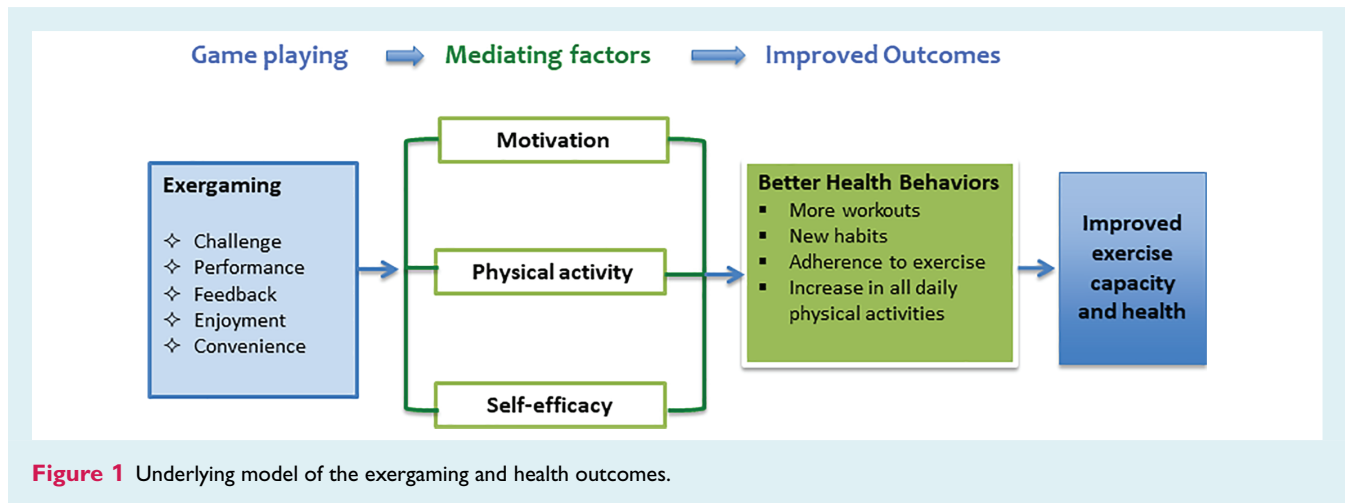 Game playing Mediating factors Improved Outcomes
Exergaming
✧ Challenge
✧ Performance
✧ Feedback
✧ Enjoyment
✧ Convenience
Motivation
Physical activity
Self-efficacy
Better Health Behaviors
▪ More workouts
▪ New habits
▪ Adherence to exercise
▪ Increase in all daily
physical activities
Improved
exercise
capacity
and health
Figure 1 Underlying model of the exergaming and health outcomes.